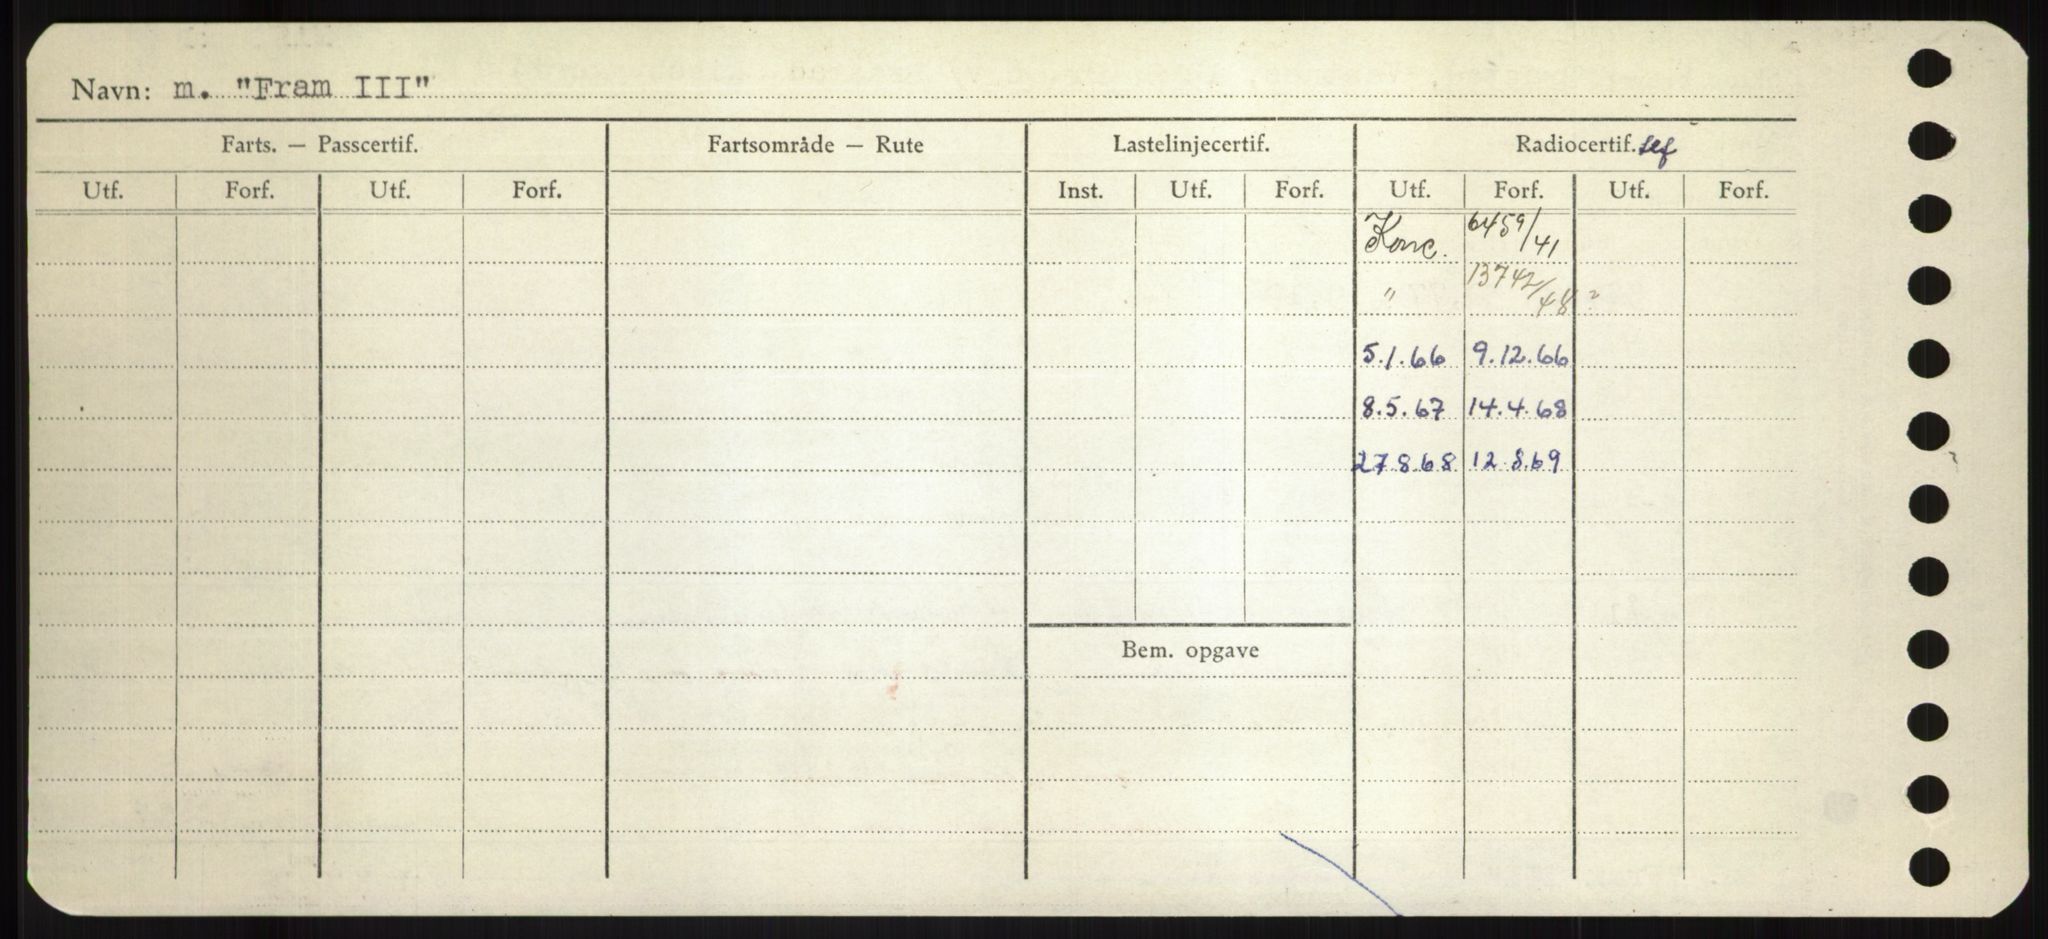 Navn: m. "Fram III"
Farts. — Passcertif. Fartsområde — Rute Lastelinjecertif. Radiocertif. tlf
Utf. Forf. Utf. Forf. Inst. Utf. Forf. Utf. Forf. Utf. Forf.
Konc. 6459/41
" 13742/48 ?
5.1.66 9.12.66
8.5.67 14.4.68
27.8.68 12.8.69
Bem. opgave